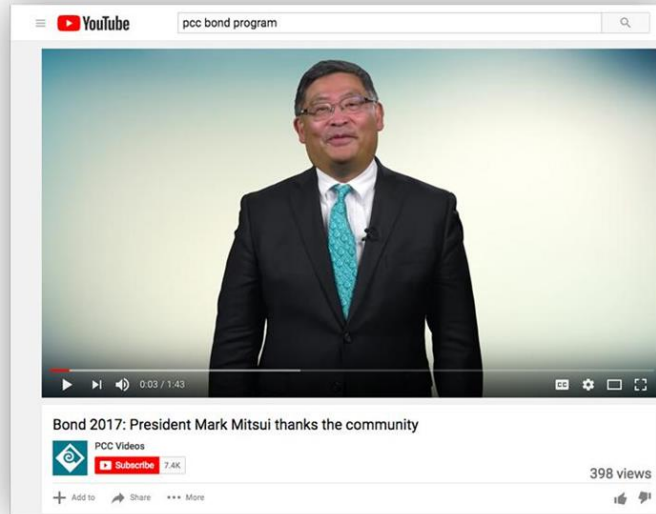 YouTube
pcc bond program
0:03 / 1:43
CC
Bond 2017: President Mark Mitsui thanks the community
PCC Videos
Subscribe 7.4K
398 views
Add to Share More